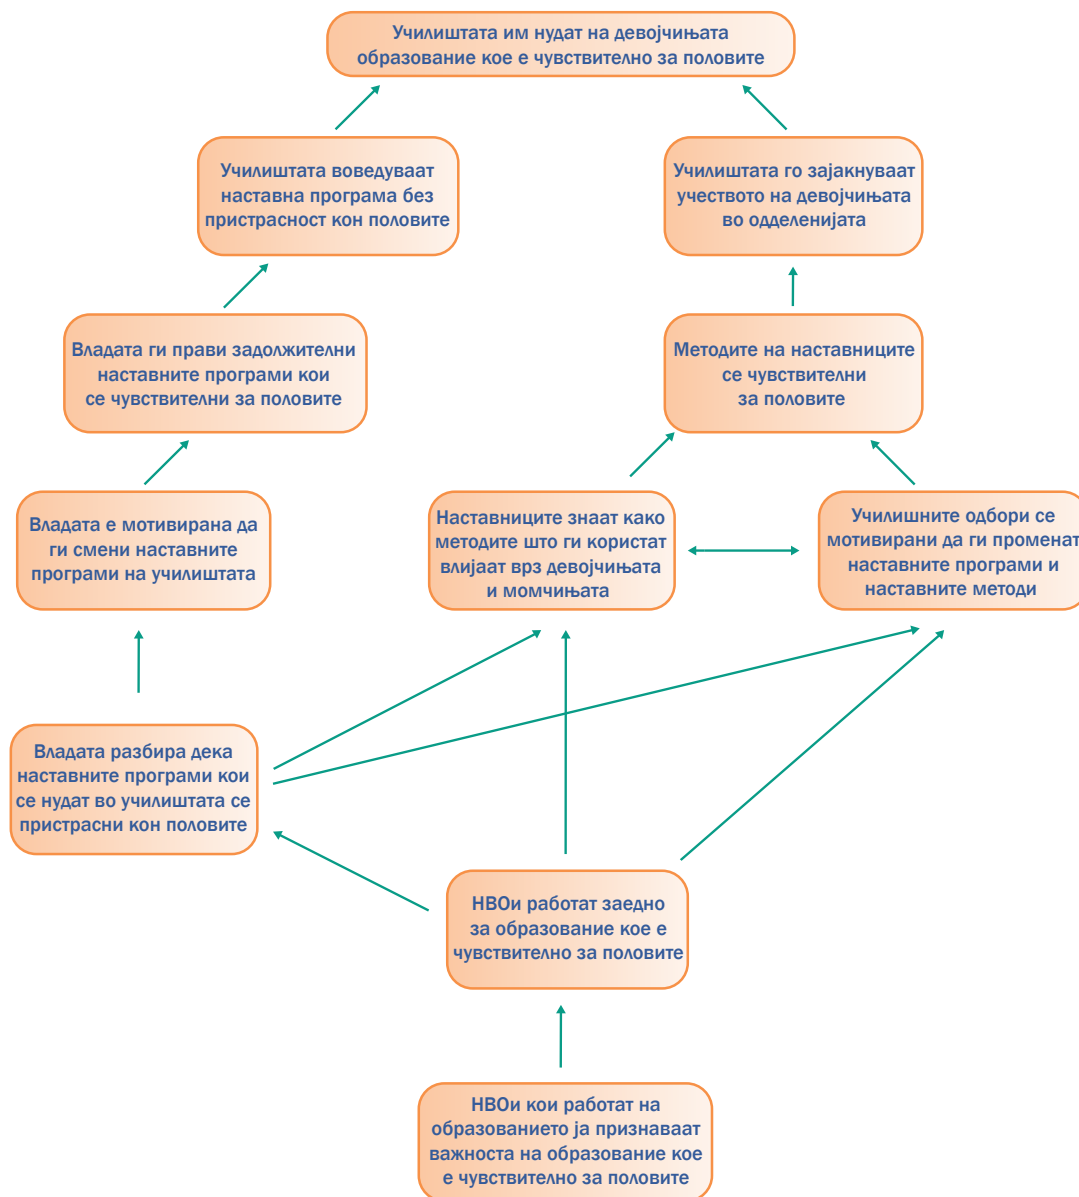 Училиштата им нудат на девојчињата
образование кое е чувствително за половите
Училиштата воведуваат
наставна програма без
пристрасност кон половите
Училиштата го зајакнуваат
учеството на девојчињата
во одделенијата
Владата ги прави задолжителни
наставните програми кои
се чувствителни за половите
Методите на наставниците
се чувствителни
за половите
Владата е мотивирана да
ги смени наставните
програми на училиштата
Наставниците знаат како
методите што ги користат
влијаат врз девојчињата
и момчињата
Училишните одбори се
мотивирани да ги променат
наставните програми и
наставните методи
Владата разбира дека
наставните програми кои
се нудат во училиштата се
пристрасни кон половите
НВОи работат заедно
за образование кое е
чувствително за половите
НВОи кои работат на
образованието ја признаваат
важноста на образование кое
е чувствително за половите